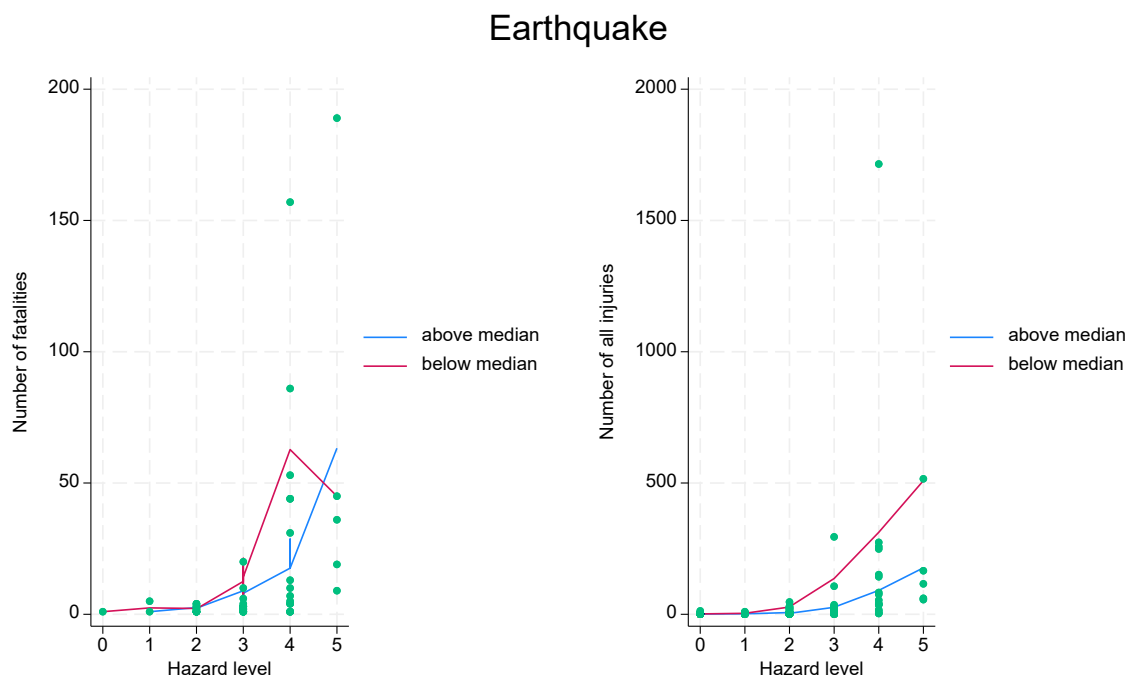 Earthquake
Number of fatalities
200
150
100
50
0
0 1 2 3 4 5
Hazard level
above median
below median
Number of all injuries
2000
1500
1000
500
0
0 1 2 3 4 5
Hazard level
above median
below median